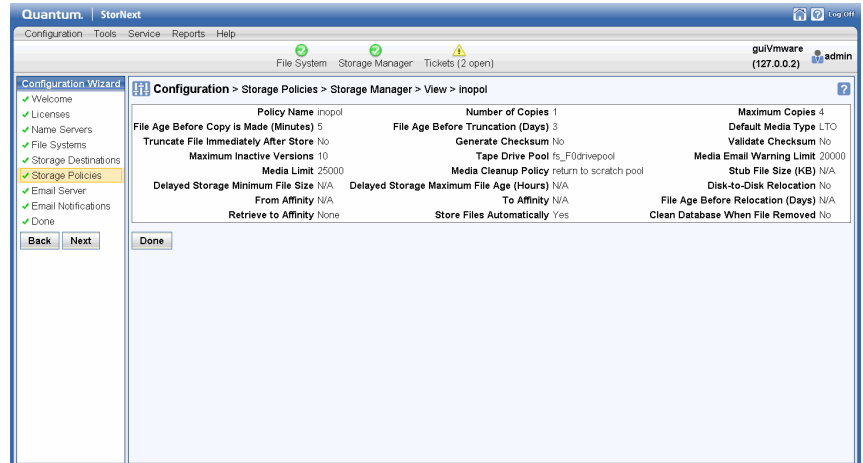 Quantum. StorNext
Log Off
Configuration Tools Service Reports Help
File System Storage Manager Tickets (2 open)
guiVmware
(127.0.0.2)
admin
Configuration Wizard
Welcome
Licenses
Name Servers
File Systems
Storage Destinations
Storage Policies
Email Server
Email Notifications
Done
Back Next
Configuration > Storage Policies > Storage Manager > View > inopol
?
Policy Name inopol Number of Copies 1 Maximum Copies 4
File Age Before Copy is Made (Minutes) 5 File Age Before Truncation (Days) 3 Default Media Type LTO
Truncate File Immediately After Store No Generate Checksum No Validate Checksum No
Maximum Inactive Versions 10 Tape Drive Pool fs_F0drivepool Media Email Warning Limit 20000
Media Limit 25000 Media Cleanup Policy return to scratch pool Stub File Size (KB) N/A
Delayed Storage Minimum File Size N/A Delayed Storage Maximum File Age (Hours) N/A Disk-to-Disk Relocation No
From Affinity N/A To Affinity N/A File Age Before Relocation (Days) N/A
Retrieve to Affinity None Store Files Automatically Yes Clean Database When File Removed No
Done